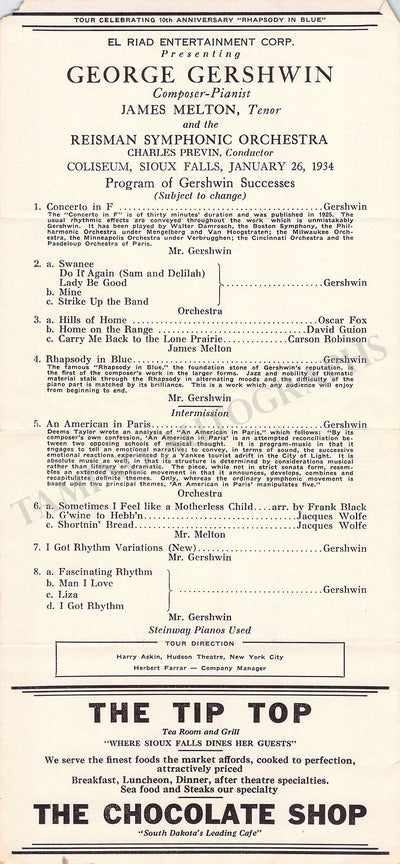 TOUR CELEBRATING 10th ANNIVERSARY "RHAPSODY IN BLUE"
EL RIAD ENTERTAINMENT CORP.
Presenting
GEORGE GERSHWIN
Composer-Pianist
JAMES MELTON, Tenor
and the
REISMAN SYMPHONIC ORCHESTRA
CHARLES PREVIN, Conductor
COLISEUM, SIOUX FALLS, JANUARY 26, 1934
Program of Gershwin Successes
(Subject to change)
1. Concerto in F ........ Gershwin
The "Concerto in F" is of thirty minutes' duration and was published in 1925. The
usual rhythmic effects are conveyed throughout the work which is unmistakably
Gershwin. It has been played by Walter Damrosch, the Boston Symphony, the Phil-
harmonic Orchestra under Mengelberg and Van Hoogstraten; the Milwaukee Orch-
estra, the Minneapolis Orchestra under Verbrugghen; the Cincinnati Orchestra and the
Pasdeloup Orchestra of Paris.
Mr. Gershwin
2. a. Swanee
Do If Again (Sam and Delilah)
Lady Be Good ........ Gershwin
b. Mine
c. Strike Up the Band
Orchestra
3. a. Hills of Home ........ Oscar Fox
b. Home on the Range ........ David Guion
c. Carry Me Back to the Lone Prairie ........ Carson Robinson
James Melton
4. Rhapsody in Blue ........ Gershwin
The famous "Rhapsody in Blue," the foundation stone of Gershwin's reputation, is
the first of the composer's work in the larger forms. Jazz and nobility of thematic
material stalk through the Rhapsody in alternating moods and the difficulty of the
piano part is matched by its brilliance. This is a work which any audience will enjoy
from beginning to end.
Mr. Gershwin
Intermission
5. An American in Paris ........ Gershwin
Deems Taylor wrote an analysis of "An American in Paris," which follows: "By its
composer's own confession, 'An American in Paris' is an attempted reconciliation be-
tween two opposing schools of musical thought. It is program-music in that it
engages to tell an emotional narrative; to convey, in terms of sound, the successive
emotional reactions experienced by a Yankee tourist adrift in the City of Light. It is
absolute music as well, in that its structure is determined by considerations musical
rather than literary or dramatic. The piece, while not in strict sonata form, resem-
bles an extended symphonic movement in that it announces, develops, combines and
recapitulates definite themes. Only, whereas the ordinary symphonic movement is
based upon two principal themes, 'An American in Paris' manipulates five."
Orchestra
6. a. Sometimes I Feel like a Motherless Child....arr. by Frank Black
b. G'wine to Hebb'n ........ Jacques Wolfe
c. Shortnin' Bread ........ Jacques Wolfe
Mr. Melton
7. I Got Rhythm Variations (New) ........ Gershwin
8. a. Fascinating Rhythm
b. Man I Love ........ Gershwin
c. Liza
d. I Got Rhythm
Mr. Gershwin
Steinway Pianos Used
TOUR DIRECTION
Harry Askin, Hudson Theatre, New York City
Herbert Farrar — Company Manager
THE TIP TOP
Tea Room and Grill
"WHERE SIOUX FALLS DINES HER GUESTS"
We serve the finest foods the market affords, cooked to perfection,
attractively priced
Breakfast, Luncheon, Dinner, after theatre specialties.
Sea food and Steaks our specialty
THE CHOCOLATE SHOP
"South Dakota's Leading Cafe"